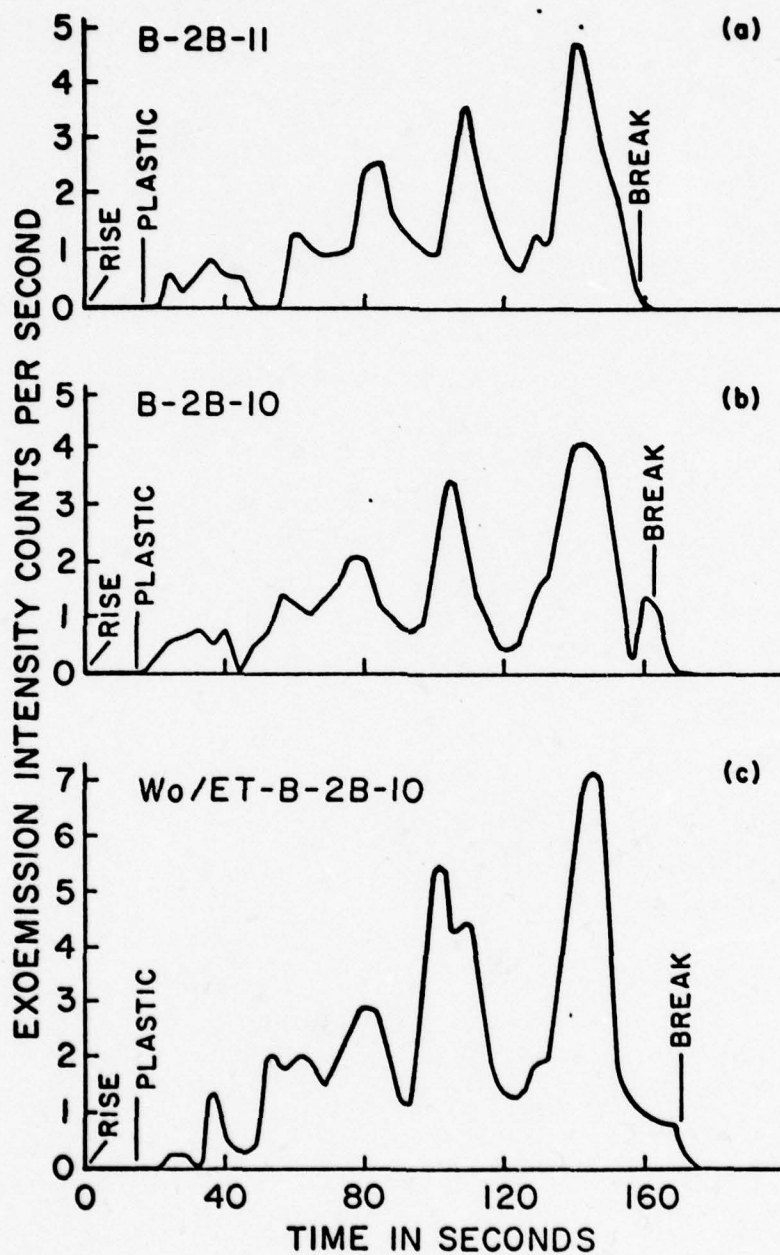 EXOEMISSION INTENSITY COUNTS PER SECOND
B-2B-11
(a)
5
4
3
2
1
0
RISE
PLASTIC
BREAK
B-2B-10
(b)
5
4
3
2
1
0
RISE
PLASTIC
BREAK
Wo/ET-B-2B-10
(c)
7
6
5
4
3
2
1
0
RISE
PLASTIC
BREAK
0 40 80 120 160
TIME IN SECONDS